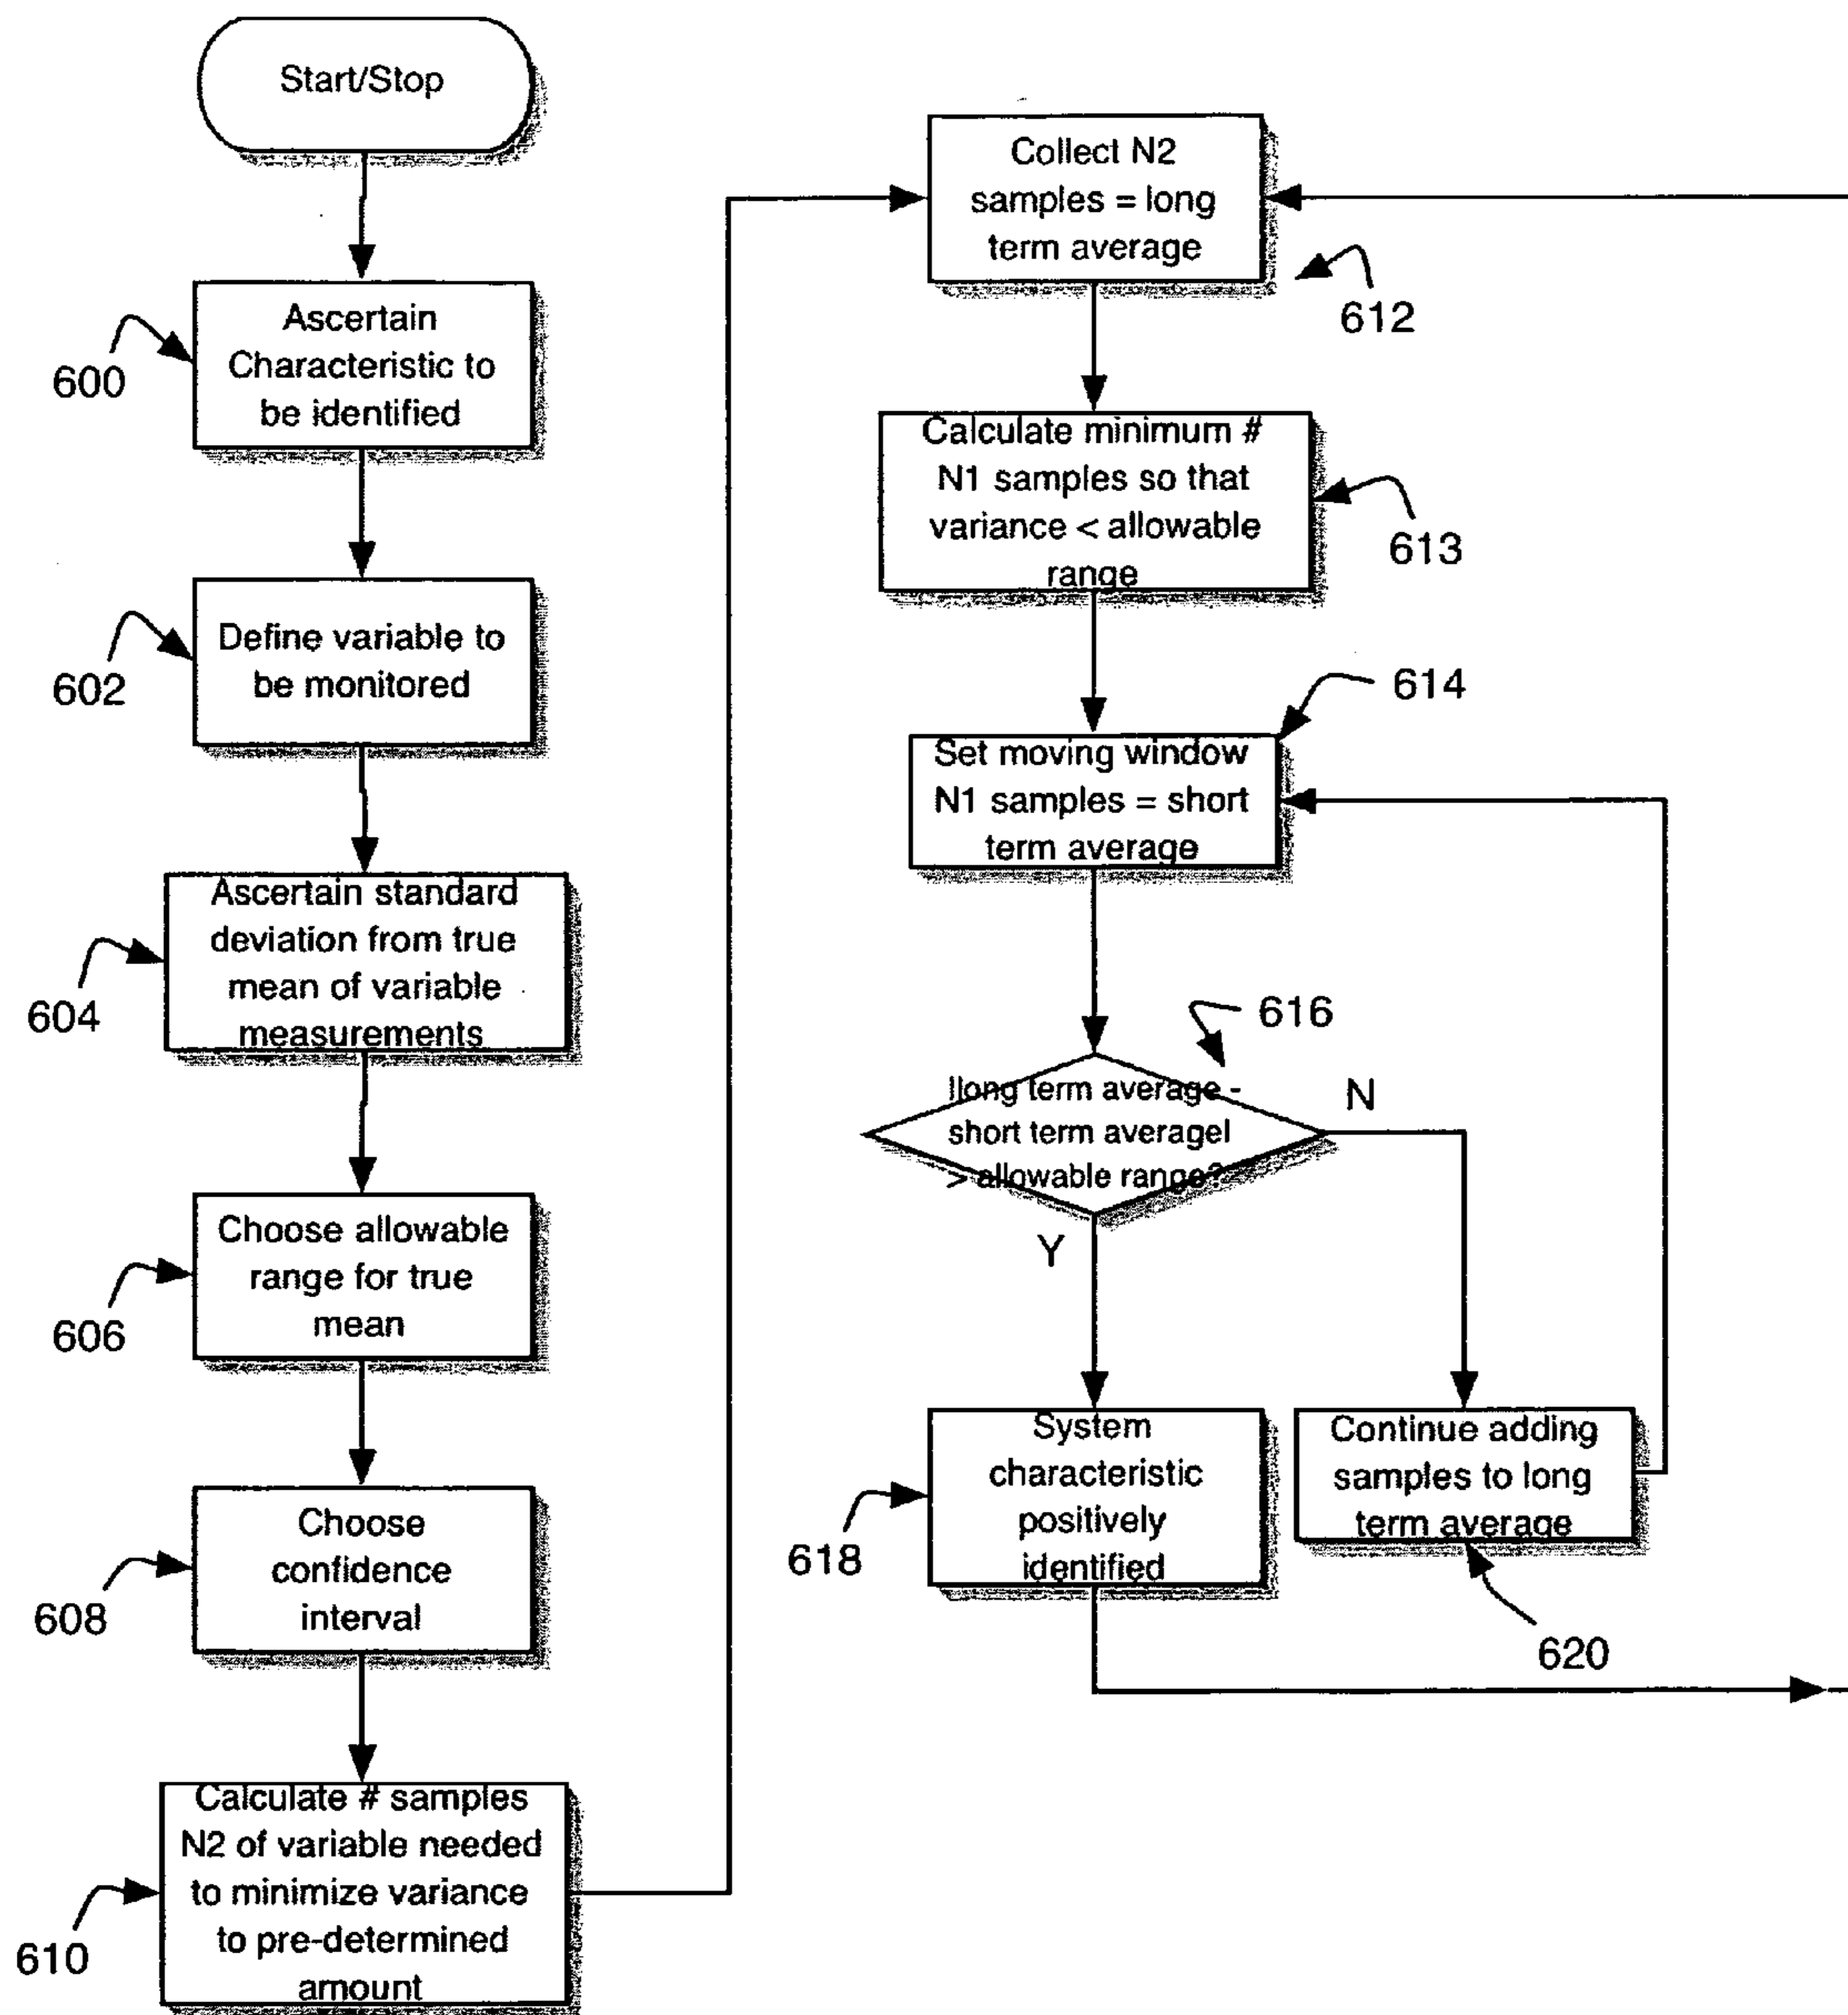 Start/Stop
600
Ascertain
Characteristic to
be identified
602
Define variable to
be monitored
604
Ascertain standard
deviation from true
mean of variable
measurements
606
Choose allowable
range for true
mean
608
Choose
confidence
interval
610
Calculate # samples
N2 of variable needed
to minimize variance
to pre-determined
amount
Collect N2
samples = long
term average
612
Calculate minimum #
N1 samples so that
variance < allowable
range
613
614
Set moving window
N1 samples = short
term average
616
|long term average -
short term average|
> allowable range?
N
Y
618
System
characteristic
positively
identified
Continue adding
samples to long
term average
620